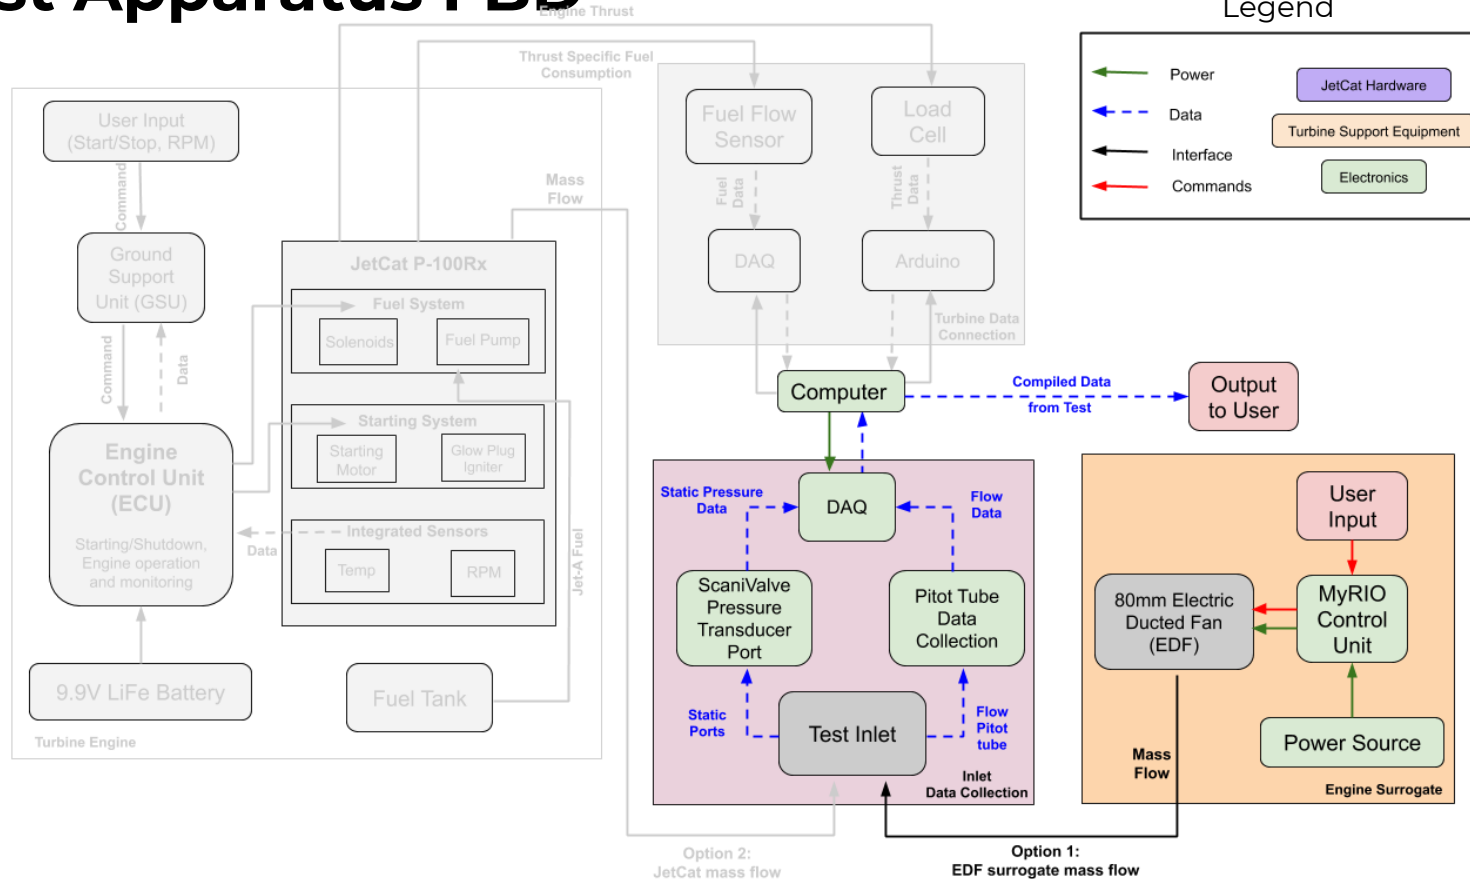 st Apparatus FBD
Legend
Power
Data
Interface
Commands
JetCat Hardware
Turbine Support Equipment
Electronics
Engine Thrust
Thrust Specific Fuel
Consumption
User Input
(Start/Stop, RPM)
Command
Ground
Support
Unit (GSU)
Command
Data
Engine
Control Unit
(ECU)
Starting/Shutdown,
Engine operation
and monitoring
9.9V LiFe Battery
Turbine Engine
Mass
Flow
JetCat P-100Rx
Fuel System
Solenoids
Fuel Pump
Starting System
Starting
Motor
Glow Plug
Igniter
Integrated Sensors
Data
Temp
RPM
Jet-A Fuel
Fuel Tank
Fuel Flow
Sensor
Load
Cell
Fuel
Data
Thrust
Data
DAQ
Arduino
Turbine Data
Connection
Computer
Compiled Data
from Test
Output
to User
Static Pressure
Data
DAQ
Flow
Data
ScaniValve
Pressure
Transducer
Port
Pitot Tube
Data
Collection
Static
Ports
Test Inlet
Flow
Pitot
tube
Inlet
Data Collection
User
Input
80mm Electric
Ducted Fan
(EDF)
MyRIO
Control
Unit
Power Source
Mass
Flow
Engine Surrogate
Option 2:
JetCat mass flow
Option 1:
EDF surrogate mass flow